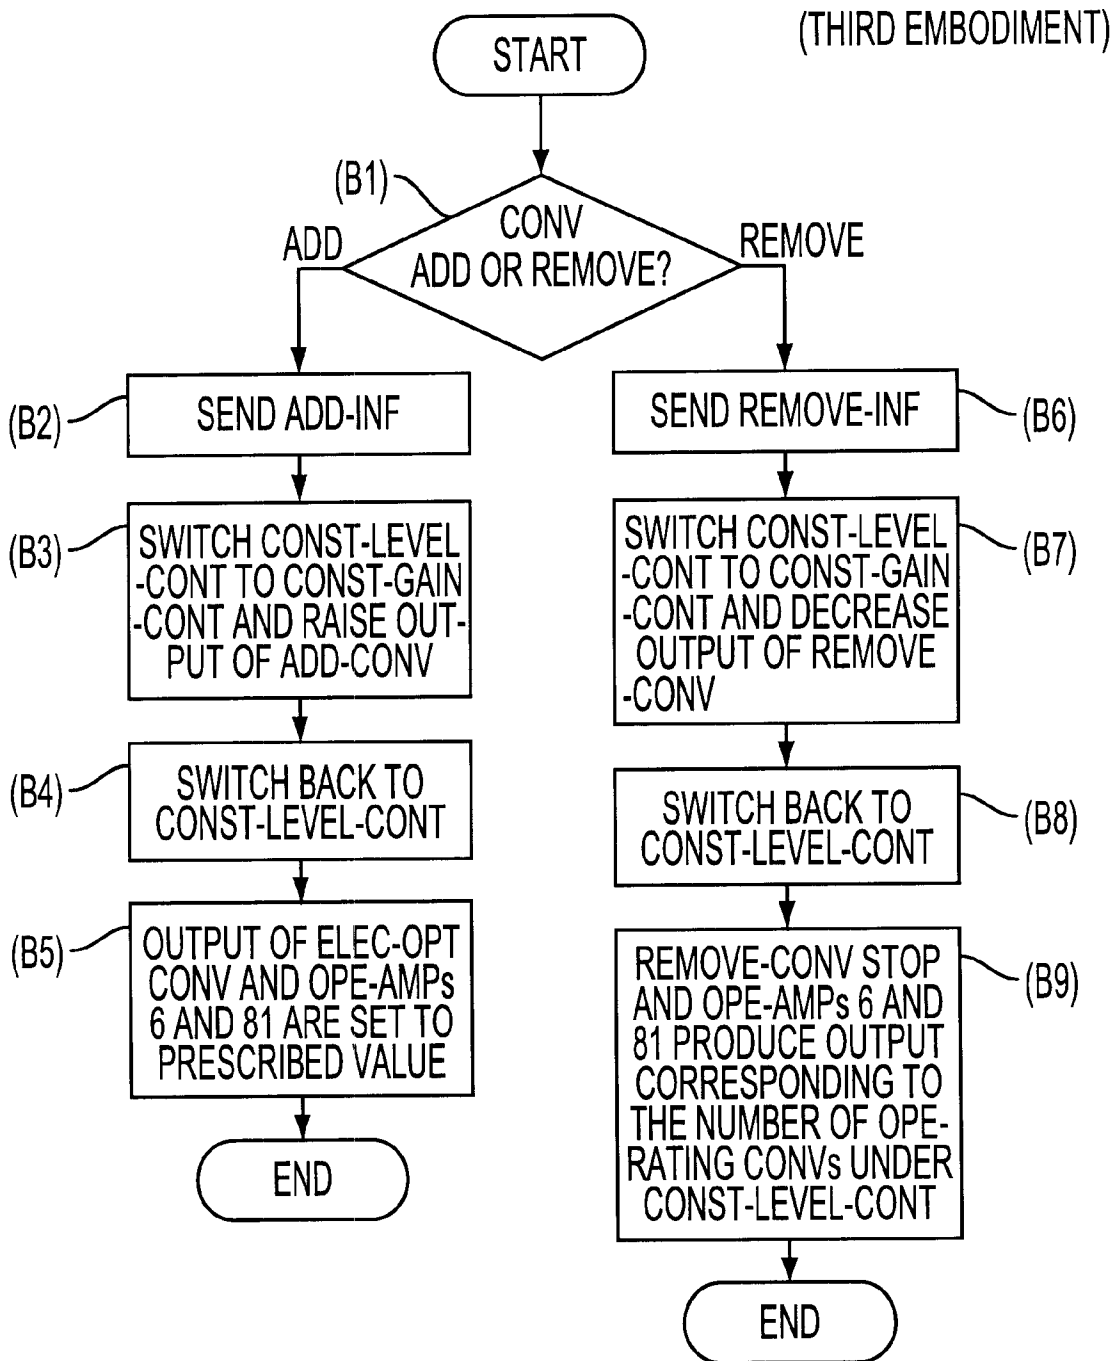 (THIRD EMBODIMENT)
START
(B1)
CONV
ADD OR REMOVE?
ADD
REMOVE
(B2)
SEND ADD-INF
(B3)
SWITCH CONST-LEVEL
-CONT TO CONST-GAIN
-CONT AND RAISE OUT-
PUT OF ADD-CONV
(B4)
SWITCH BACK TO
CONST-LEVEL-CONT
(B5)
OUTPUT OF ELEC-OPT
CONV AND OPE-AMPs
6 AND 81 ARE SET TO
PRESCRIBED VALUE
END
SEND REMOVE-INF
(B6)
SWITCH CONST-LEVEL
-CONT TO CONST-GAIN
-CONT AND DECREASE
OUTPUT OF REMOVE
-CONV
(B7)
SWITCH BACK TO
CONST-LEVEL-CONT
(B8)
REMOVE-CONV STOP
AND OPE-AMPs 6 AND
81 PRODUCE OUTPUT
CORRESPONDING TO
THE NUMBER OF OPE-
RATING CONVs UNDER
CONST-LEVEL-CONT
(B9)
END